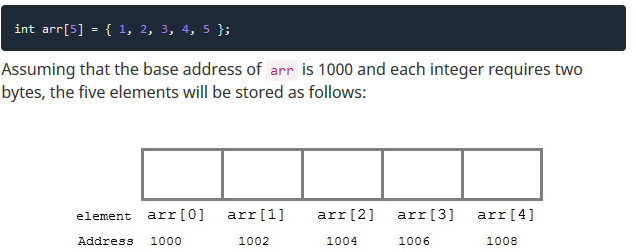 int arr[5] = { 1, 2, 3, 4, 5 };
Assuming that the base address of arr is 1000 and each integer requires two
bytes, the five elements will be stored as follows:
element arr[0] arr[1] arr[2] arr[3] arr[4]
Address 1000 1002 1004 1006 1008